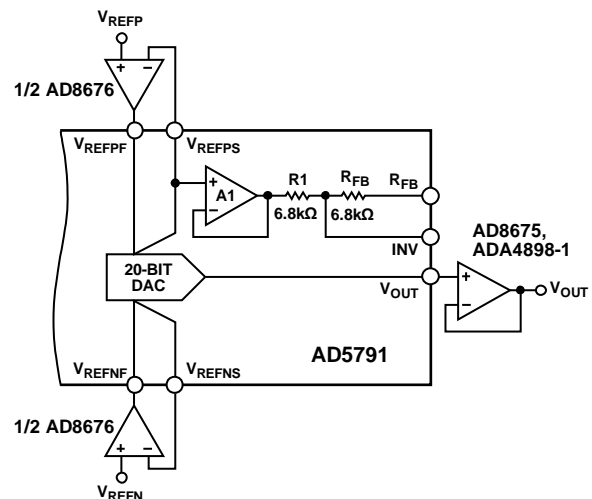 VREFP
+ −
1/2 AD8676
VREFPF VREFPS
R1 RFB RFB
+ A1
−
6.8kΩ 6.8kΩ
INV
AD8675,
ADA4898-1
20-BIT
DAC
VOUT
+
−
VOUT
AD5791
VREFNF VREFNS
1/2 AD8676
+ −
VREFN